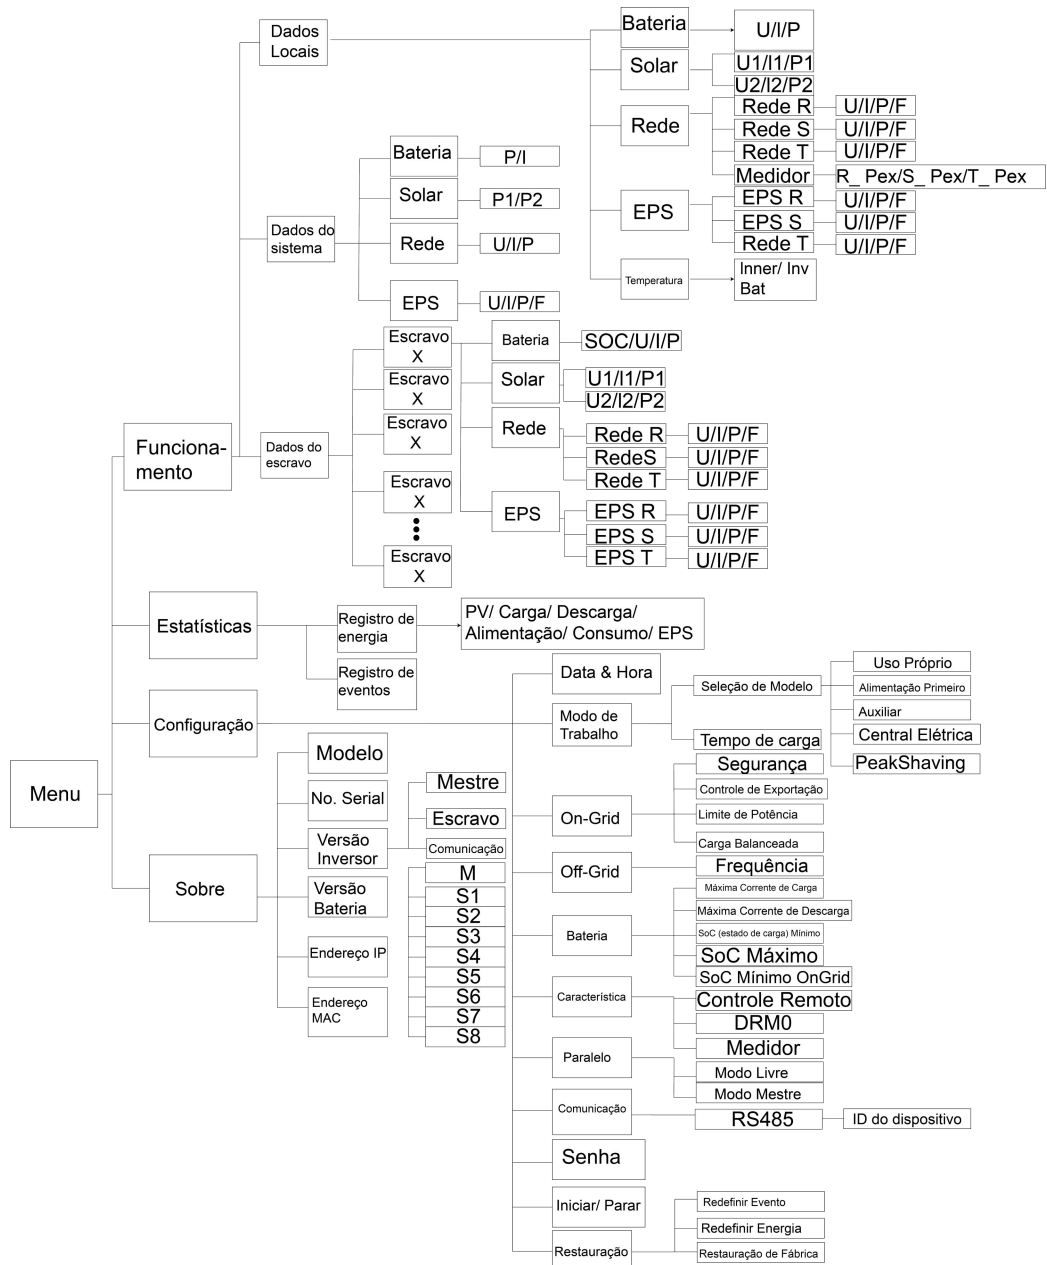 Menu
Funciona-
mento
Dados
Locais
Bateria
U/I/P
Solar
U1/I1/P1
U2/I2/P2
Rede
Rede R
U/I/P/F
Rede S
U/I/P/F
Rede T
U/I/P/F
Medidor
R_ Pex/S_ Pex/T_ Pex
EPS
EPS R
U/I/P/F
EPS S
U/I/P/F
Rede T
U/I/P/F
Temperatura
Inner/ Inv
Bat
Dados do
sistema
Bateria
P/I
Solar
P1/P2
Rede
U/I/P
EPS
U/I/P/F
Dados do
escravo
Escravo
X
Escravo
X
Escravo
X
Escravo
X
Escravo
X
Bateria
SOC/U/I/P
Solar
U1/I1/P1
U2/I2/P2
Rede
Rede R
U/I/P/F
RedeS
U/I/P/F
Rede T
U/I/P/F
EPS
EPS R
U/I/P/F
EPS S
U/I/P/F
EPS T
U/I/P/F
Estatísticas
Registro de
energia
PV/ Carga/ Descarga/
Alimentação/ Consumo/ EPS
Registro de
eventos
Configuração
Data & Hora
Modo de
Trabalho
Seleção de Modelo
Uso Próprio
Alimentação Primeiro
Auxiliar
Central Elétrica
PeakShaving
Tempo de carga
On-Grid
Segurança
Controle de Exportação
Limite de Potência
Carga Balanceada
Off-Grid
Frequência
Bateria
Máxima Corrente de Carga
Máxima Corrente de Descarga
SoC (estado de carga) Mínimo
SoC Máximo
SoC Mínimo OnGrid
Característica
Controle Remoto
DRM0
Medidor
Paralelo
Modo Livre
Modo Mestre
Comunicação
RS485
ID do dispositivo
Senha
Iniciar/ Parar
Restauração
Redefinir Evento
Redefinir Energia
Restauração de Fábrica
Sobre
Modelo
No. Serial
Versão
Inversor
Mestre
Escravo
Comunicação
Versão
Bateria
M
S1
S2
S3
S4
S5
S6
S7
S8
Endereço IP
Endereço
MAC